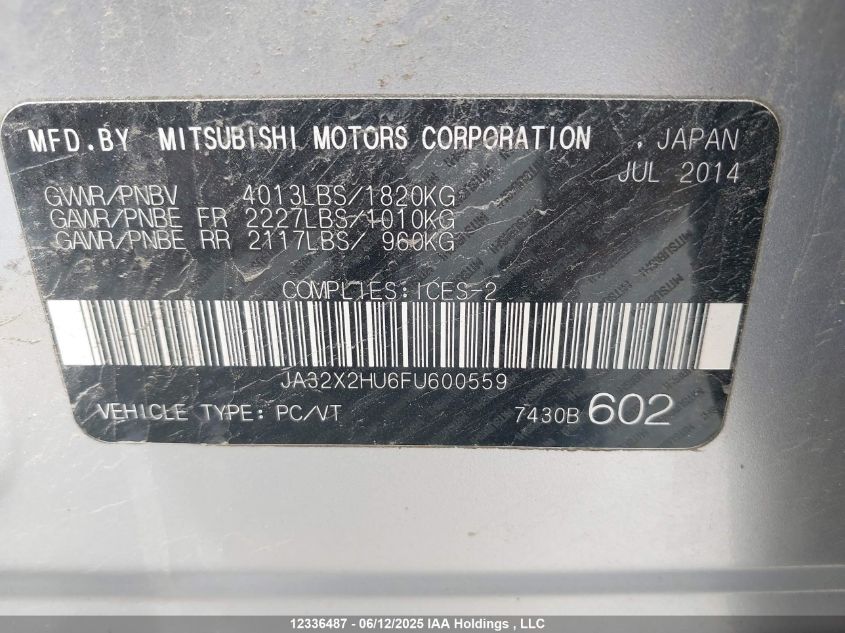 MFD.BY MITSUBISHI MOTORS CORPORATION , JAPAN
JUL 2014
GVWR/PNBV 4013LBS/1820KG
GAWR/PNBE FR 2227LBS/1010KG
GAWR/PNBE RR 2117LBS/ 960KG
COMPLIES:ICES-2
JA32X2HU6FU600559
VEHICLE TYPE: PC/VT 7430B 602
12336487 - 06/12/2025 IAA Holdings , LLC